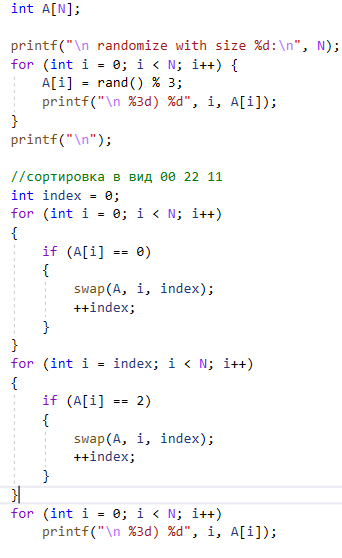 int A[N];
printf("\n randomize with size %d:\n", N);
for (int i = 0; i < N; i++) {
    A[i] = rand() % 3;
    printf("\n %3d) %d", i, A[i]);
}
printf("\n");
//сортировка в вид 00 22 11
int index = 0;
for (int i = 0; i < N; i++)
{
    if (A[i] == 0)
    {
        swap(A, i, index);
        ++index;
    }
}
for (int i = index; i < N; i++)
{
    if (A[i] == 2)
    {
        swap(A, i, index);
        ++index;
    }
}
for (int i = 0; i < N; i++)
    printf("\n %3d) %d", i, A[i]);